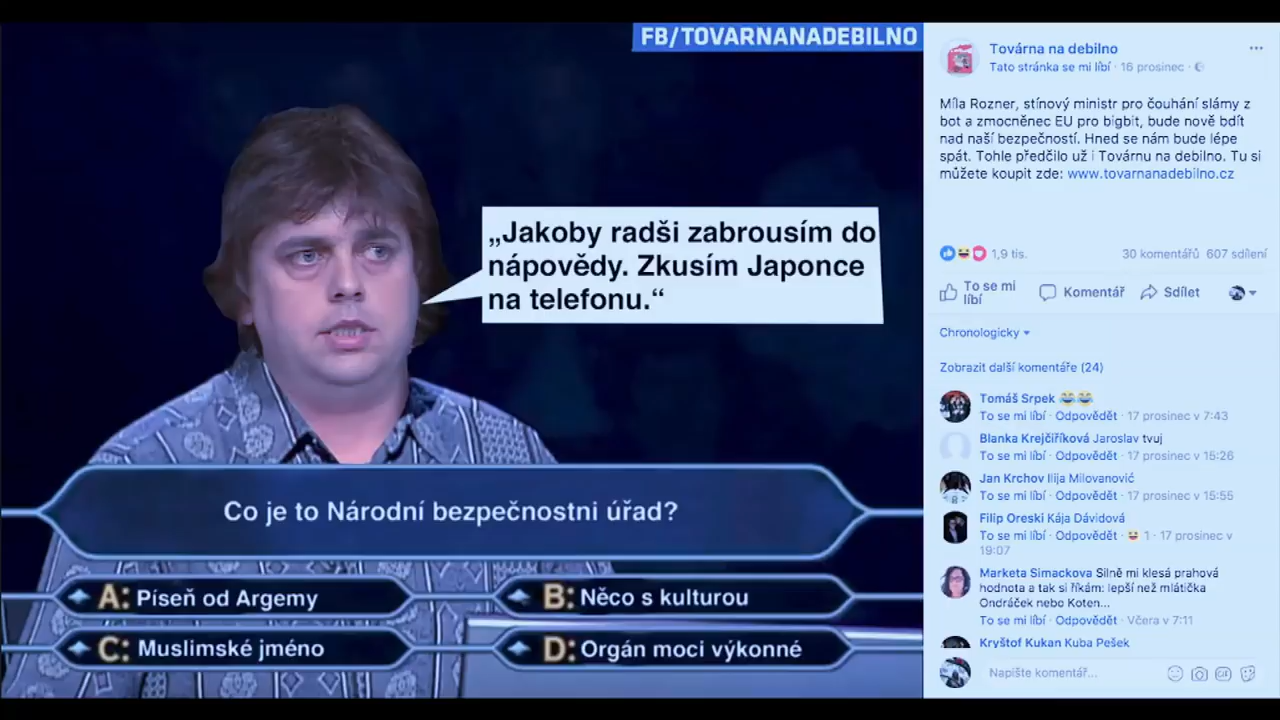 FB/TOVARNANADEBILNO
„Jakoby radši zabrousím do
nápovědy. Zkusím Japonce
na telefonu.“
Co je to Národní bezpečnostni úřad?
A: Píseň od Argemy
B: Něco s kulturou
C: Muslimské jméno
D: Orgán moci výkonné
Továrna na debilno
Tato stránka se mi líbí · 16 prosinec ·
Míla Rozner, stínový ministr pro čouhání slámy z
bot a zmocněnec EU pro bigbit, bude nově bdít
nad naší bezpečností. Hned se nám bude lépe
spát. Tohle předčilo už i Továrnu na debilno. Tu si
můžete koupit zde: www.tovarnanadebilno.cz
1,9 tis.
30 komentářů 607 sdílení
To se mi
líbí
Komentář
Sdílet
Chronologicky
Zobrazit další komentáře (24)
Tomáš Srpek 😂😂
To se mi líbí · Odpovědět · 17 prosinec v 7:43
Blanka Krejčiříková Jaroslav tvuj
To se mi líbí · Odpovědět · 17 prosinec v 15:26
Jan Krchov Ilija Milovanović
To se mi líbí · Odpovědět · 17 prosinec v 15:55
Filip Oreski Kája Dávidová
To se mi líbí · Odpovědět · 1 · 17 prosinec v
19:07
Marketa Simackova Silně mi klesá prahová
hodnota a tak si říkám: lepší než mlátička
Ondráček nebo Koten...
To se mi líbí · Odpovědět · Včera v 7:11
Kryštof Kukan Kuba Pešek
Napište komentář...
GIF